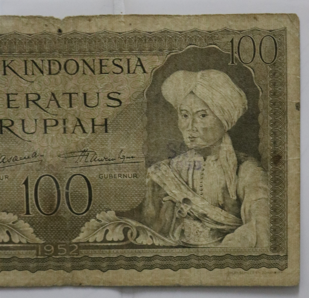 100
K INDONESIA
ERATUS
RUPIAH
GUBERNUR
100
1952